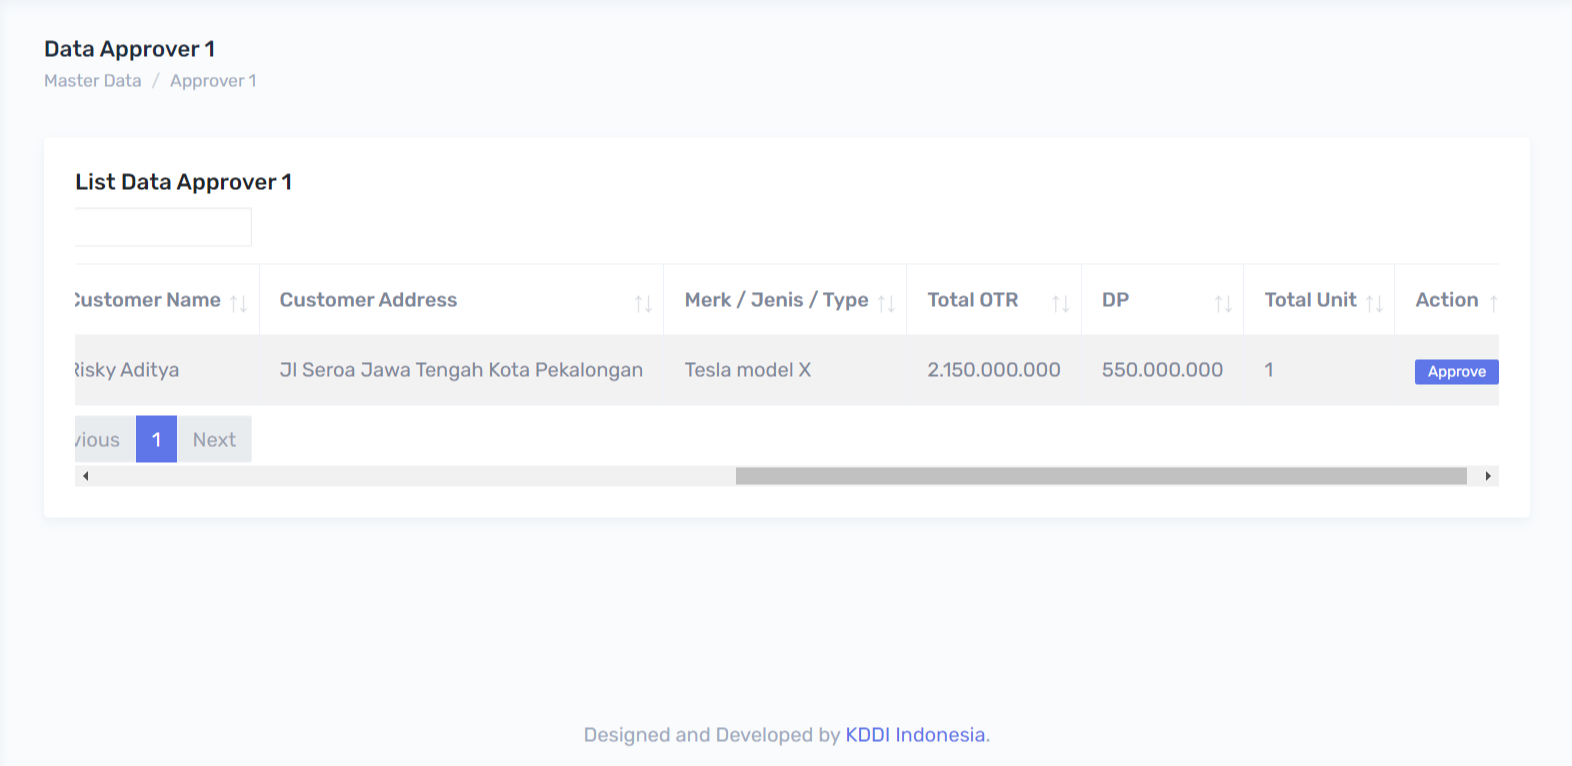 Data Approver 1
Master Data / Approver 1
List Data Approver 1
Customer Name Customer Address Merk / Jenis / Type Total OTR DP Total Unit Action
Risky Aditya Jl Seroa Jawa Tengah Kota Pekalongan Tesla model X 2.150.000.000 550.000.000 1 Approve
vious 1 Next
Designed and Developed by KDDI Indonesia.